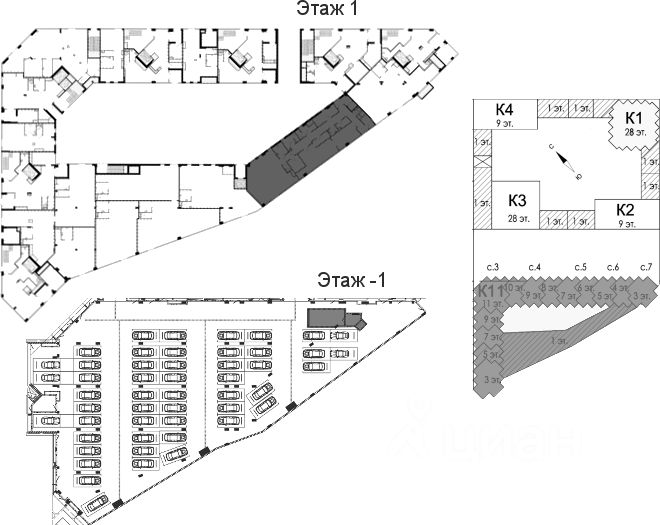 Этаж 1
К4
9 эт.
1 эт.
1 эт.
К1
28 эт.
1 эт.
1 эт.
1 эт.
С
Ю
К3
28 эт.
1 эт.
1 эт.
1 эт.
1 эт.
К2
9 эт.
с.3
с.4
с.5
с.6
с.7
К11
11 эт.
10 эт.
9 эт.
8 эт.
7 эт.
6 эт.
5 эт.
4 эт.
3 эт.
9 эт.
7 эт.
5 эт.
3 эт.
1 эт.
Этаж -1
циан